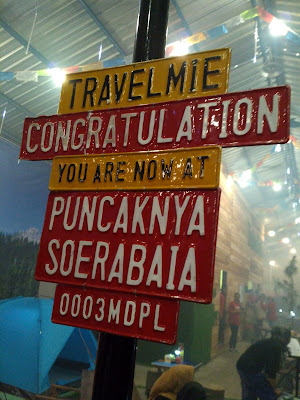 TRAVELMIE
CONGRATULATION
YOU ARE NOW AT
PUNCAKNYA
SOERABAIA
0003MDPL